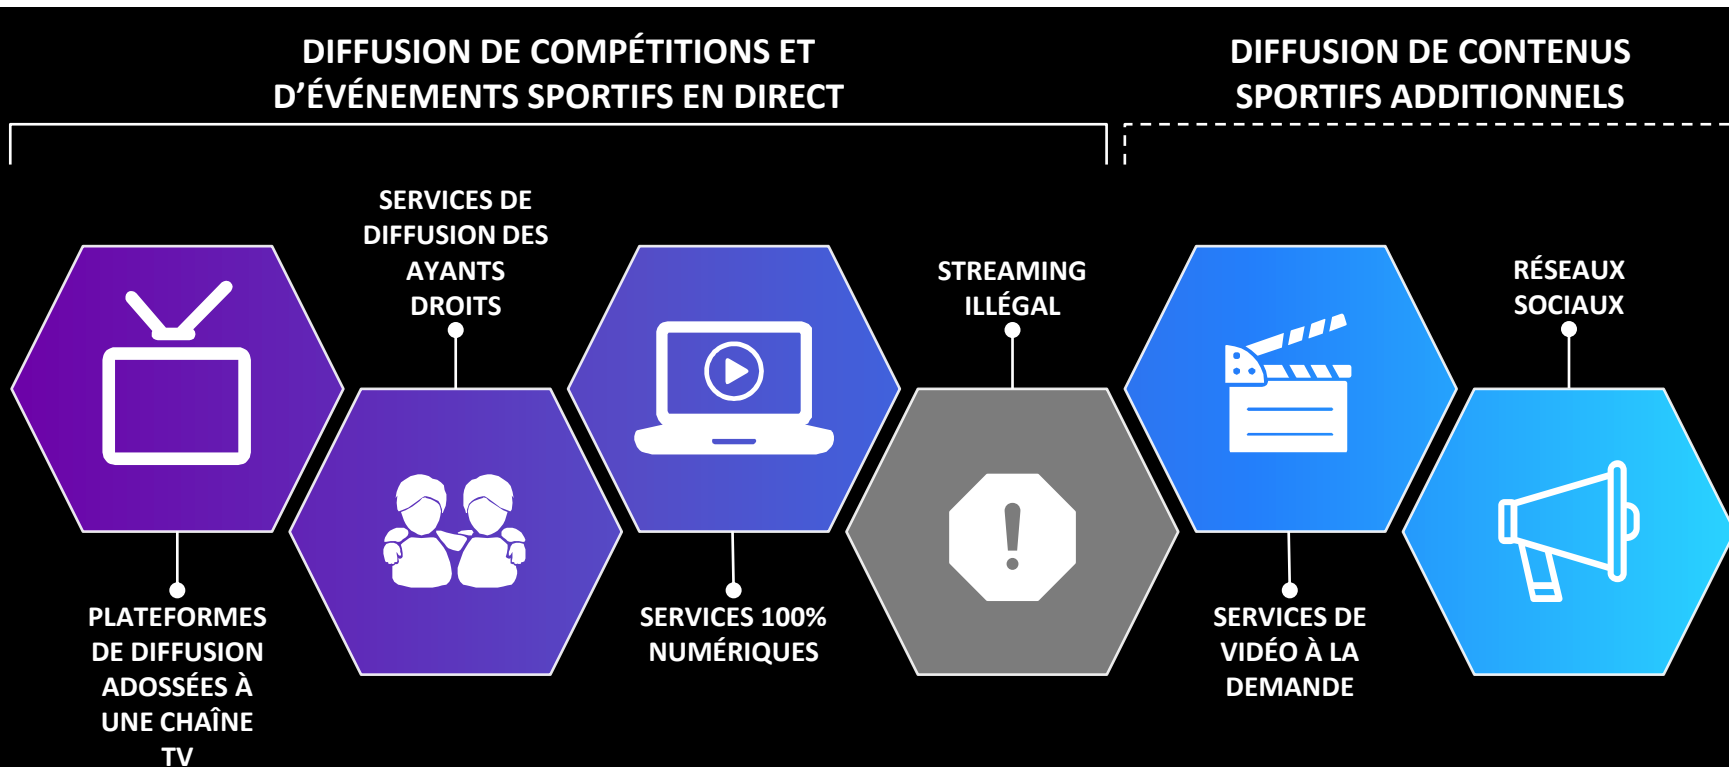 DIFFUSION DE COMPÉTITIONS ET
D’ÉVÉNEMENTS SPORTIFS EN DIRECT
DIFFUSION DE CONTENUS
SPORTIFS ADDITIONNELS
PLATEFORMES
DE DIFFUSION
ADOSSÉES À
UNE CHAÎNE
TV
SERVICES DE
DIFFUSION DES
AYANTS
DROITS
SERVICES 100%
NUMÉRIQUES
STREAMING
ILLÉGAL
SERVICES DE
VIDÉO À LA
DEMANDE
RÉSEAUX
SOCIAUX